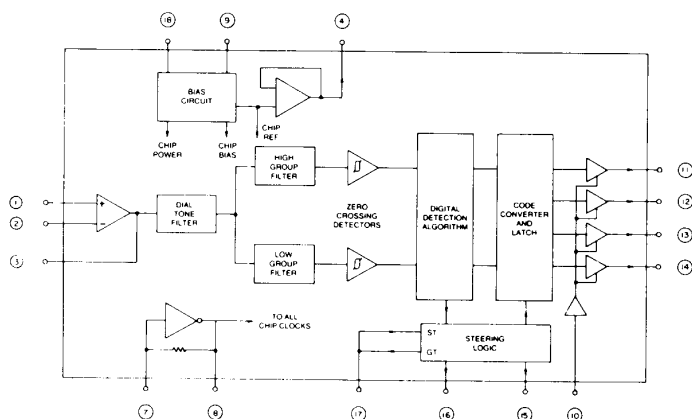 18 9 4
BIAS
CIRCUIT
CHIP
POWER
CHIP
BIAS
CHIP
REF
HIGH
GROUP
FILTER
1
2
3
+
-
DIAL
TONE
FILTER
ZERO
CROSSING
DETECTORS
DIGITAL
DETECTION
ALGORITHM
CODE
CONVERTER
AND
LATCH
11
12
13
14
LOW
GROUP
FILTER
TO ALL
CHIP CLOCKS
ST
GT
STEERING
LOGIC
7 8 17 16 15 10